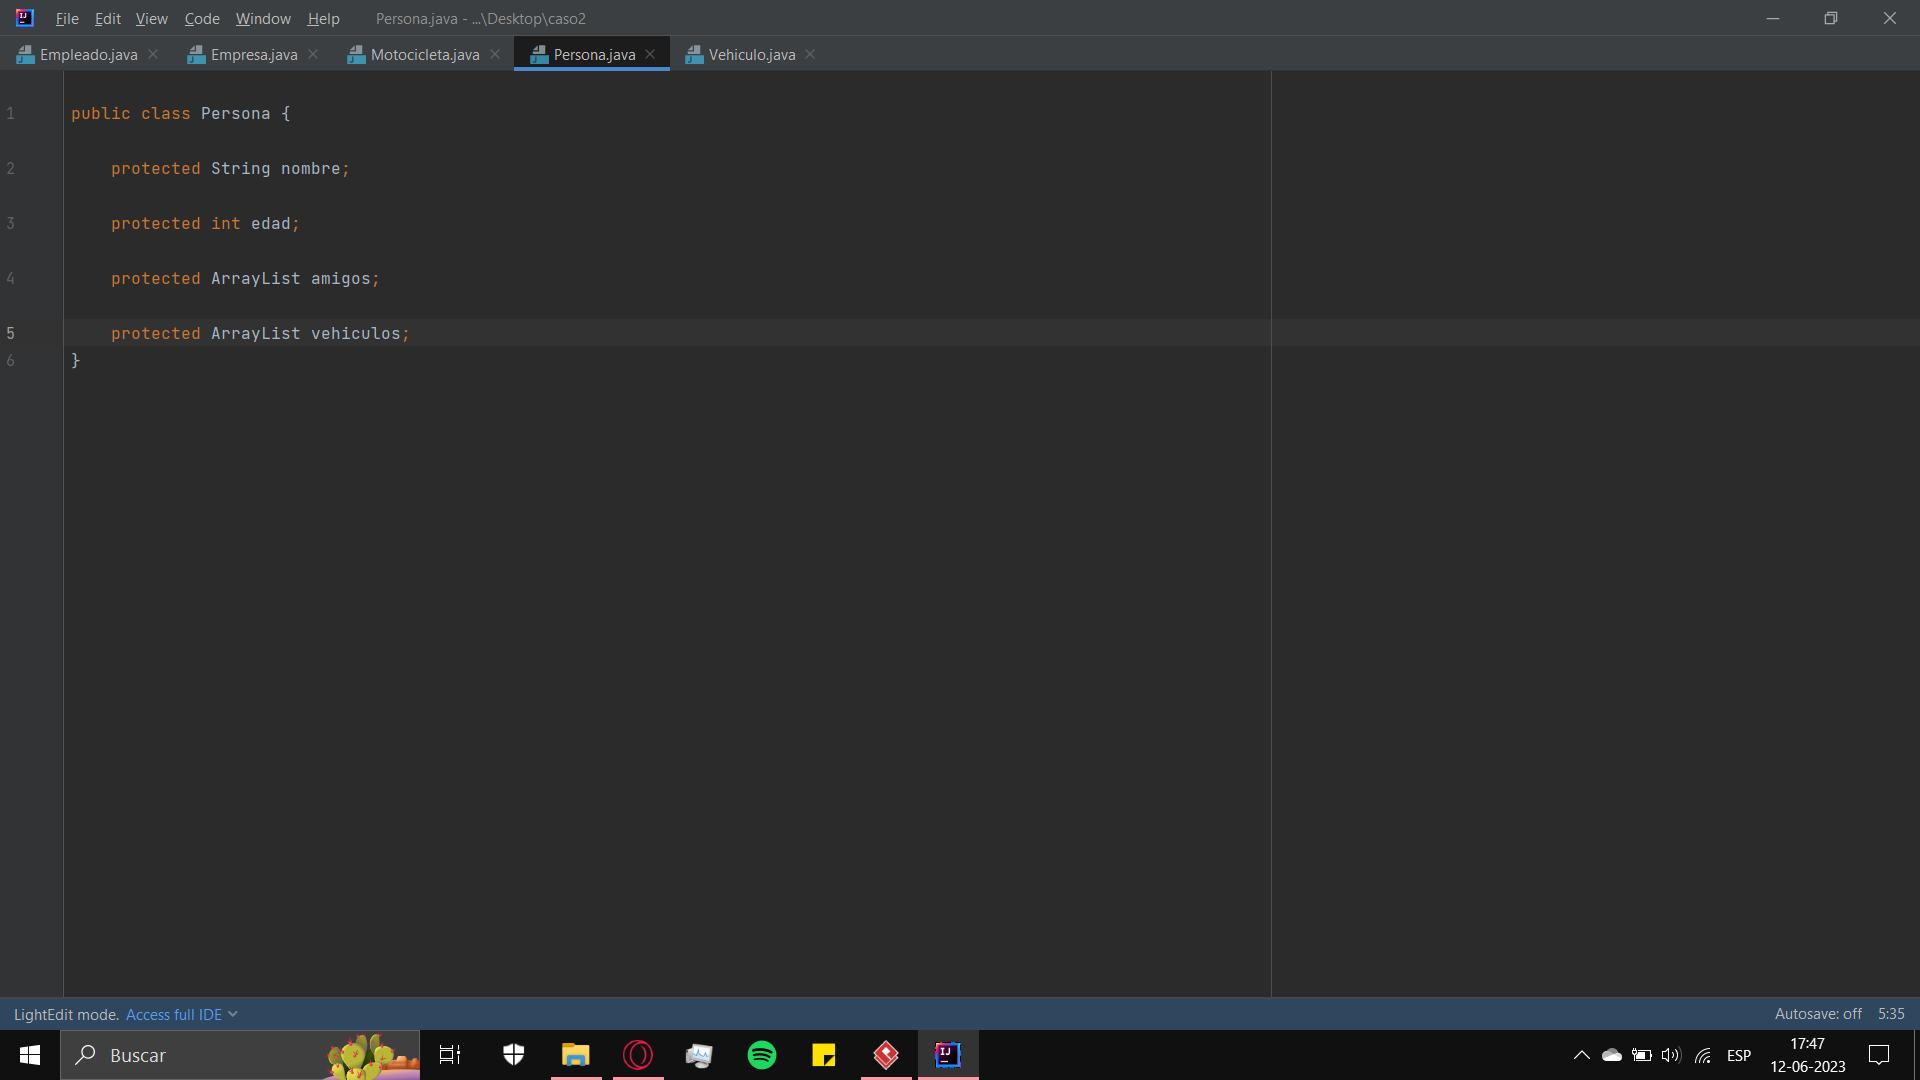 File Edit View Code Window Help Persona.java - ...\Desktop\caso2
Empleado.java Empresa.java Motocicleta.java Persona.java Vehiculo.java
1 public class Persona {
2 protected String nombre;
3 protected int edad;
4 protected ArrayList amigos;
5 protected ArrayList vehiculos;
6 }
LightEdit mode. Access full IDE Autosave: off 5:35
Buscar ESP 17:47
12-06-2023